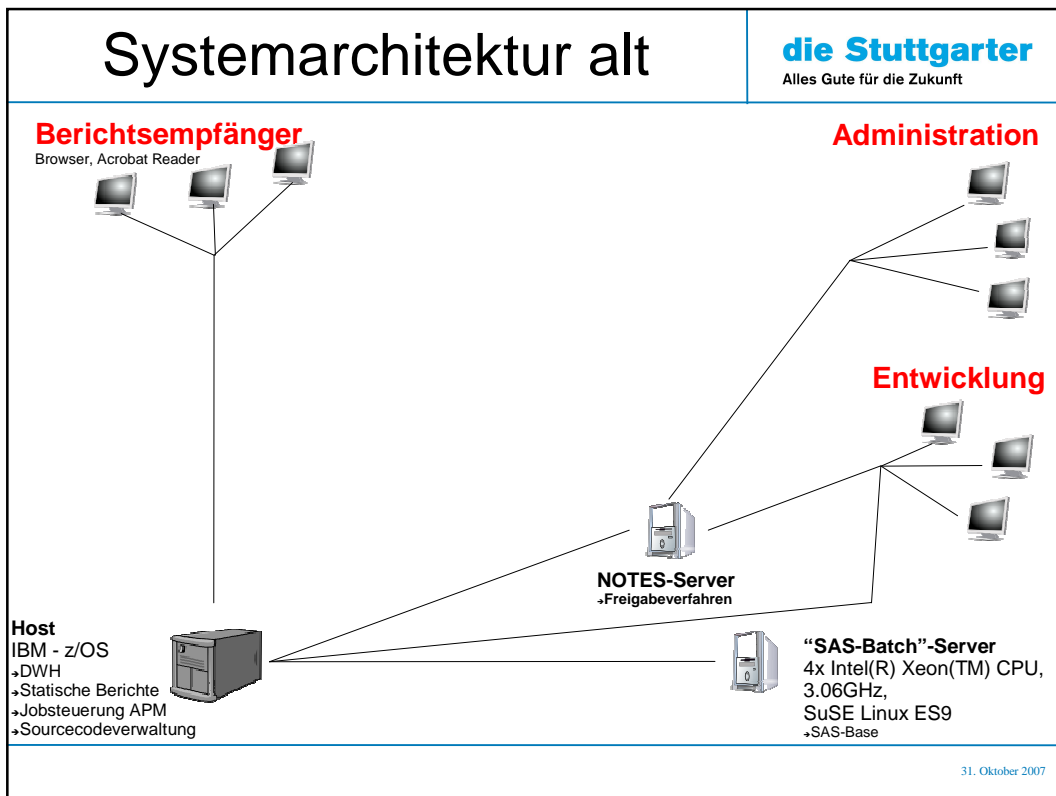 Systemarchitektur alt
die Stuttgarter
Alles Gute für die Zukunft
Berichtsempfänger
Browser, Acrobat Reader
Administration
Entwicklung
NOTES-Server
→Freigabeverfahren
Host
IBM - z/OS
→DWH
→Statische Berichte
→Jobsteuerung APM
→Sourcecodeverwaltung
“SAS-Batch”-Server
4x Intel(R) Xeon(TM) CPU,
3.06GHz,
SuSE Linux ES9
→SAS-Base
31. Oktober 2007